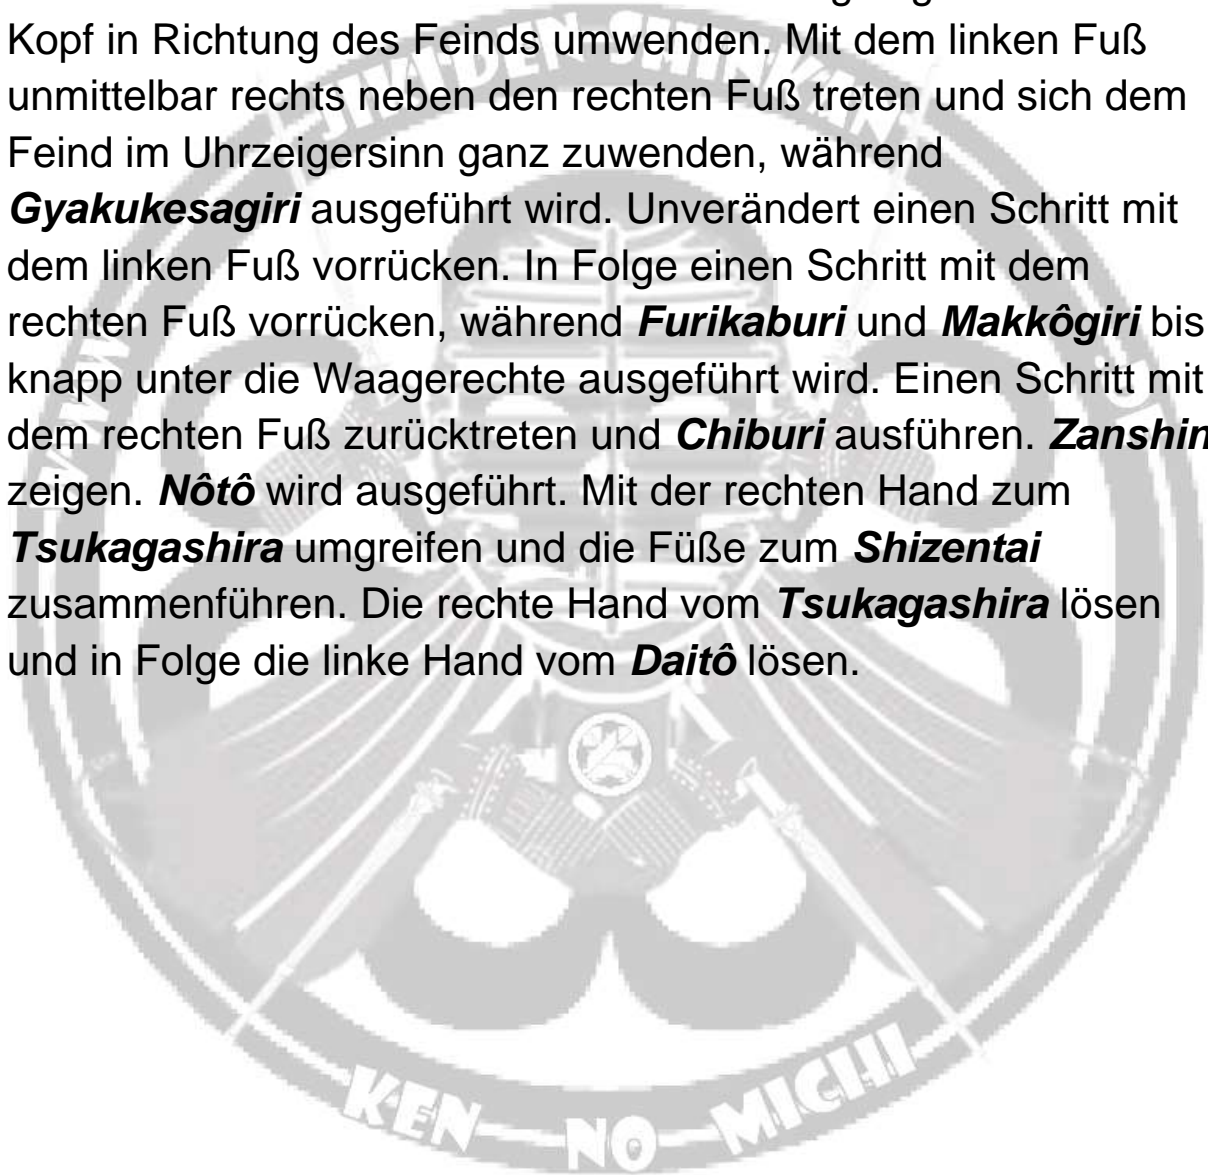 Kopf in Richtung des Feinds umwenden. Mit dem linken Fuß
unmittelbar rechts neben den rechten Fuß treten und sich dem
Feind im Uhrzeigersinn ganz zuwenden, während
Gyakukesagiri ausgeführt wird. Unverändert einen Schritt mit
dem linken Fuß vorrücken. In Folge einen Schritt mit dem
rechten Fuß vorrücken, während Furikaburi und Makkôgiri bis
knapp unter die Waagerechte ausgeführt wird. Einen Schritt mit
dem rechten Fuß zurücktreten und Chiburi ausführen. Zanshin
zeigen. Nôtô wird ausgeführt. Mit der rechten Hand zum
Tsukagashira umgreifen und die Füße zum Shizentai
zusammenführen. Die rechte Hand vom Tsukagashira lösen
und in Folge die linke Hand vom Daitô lösen.
JIKIDEN SHINKAN
KEN NO MICHI